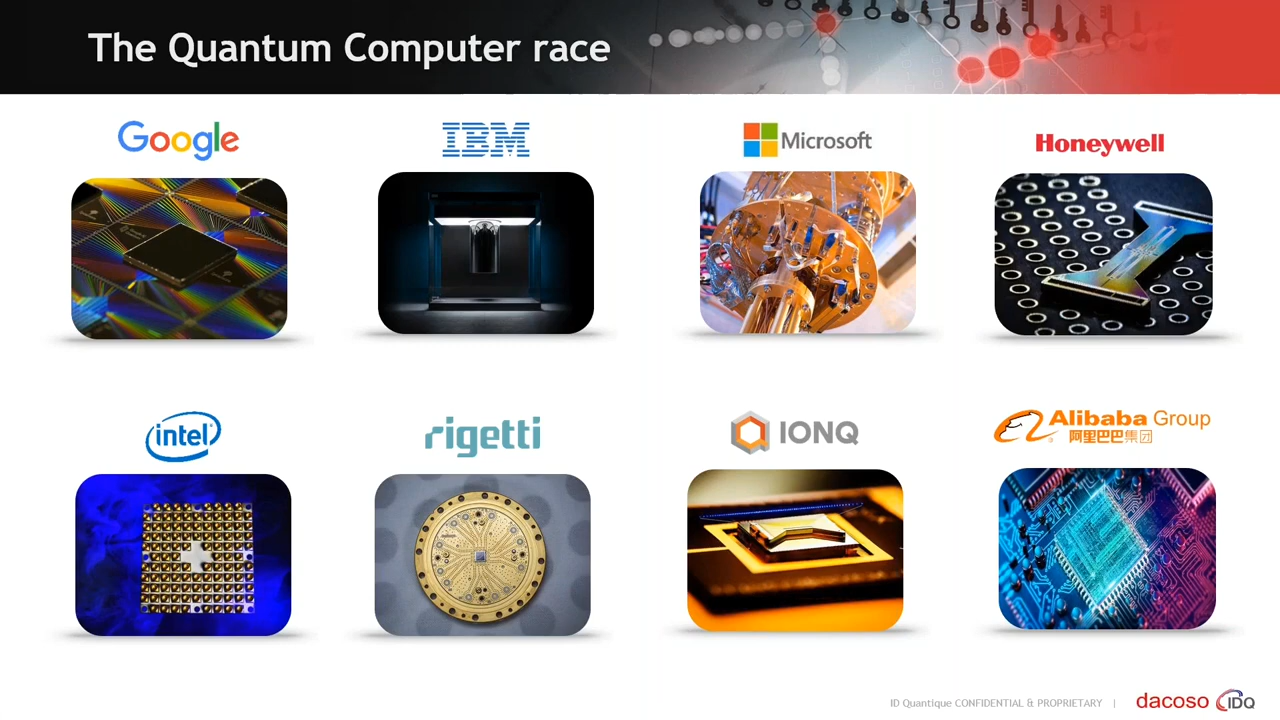 The Quantum Computer race
Google
IBM
Microsoft
Honeywell
intel
rigetti
IONQ
Alibaba Group
阿里巴巴集团
ID Quantique CONFIDENTIAL & PROPRIETARY |
dacoso IDQ